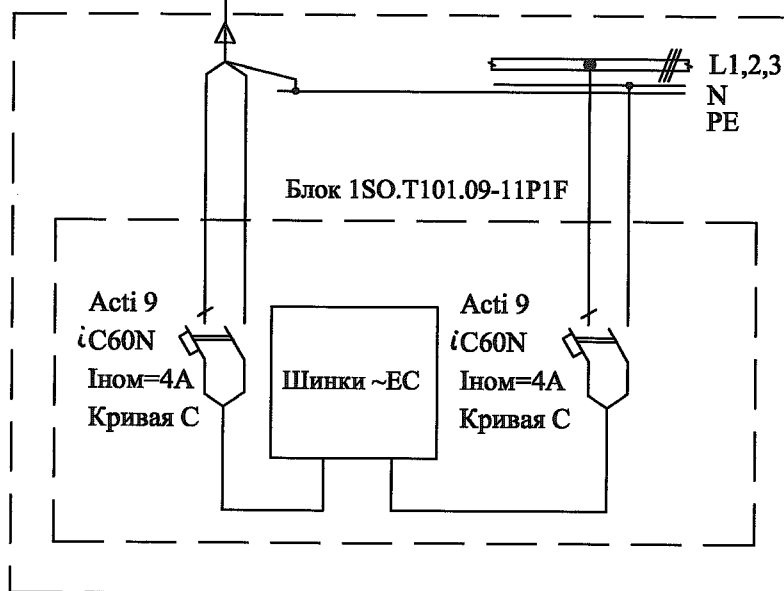 L1,2,3
N
PE
Блок 1SO.T101.09-11P1F
Acti 9
iC60N
Iном=4А
Кривая С
Шинки ~ЕС
Acti 9
iC60N
Iном=4А
Кривая С